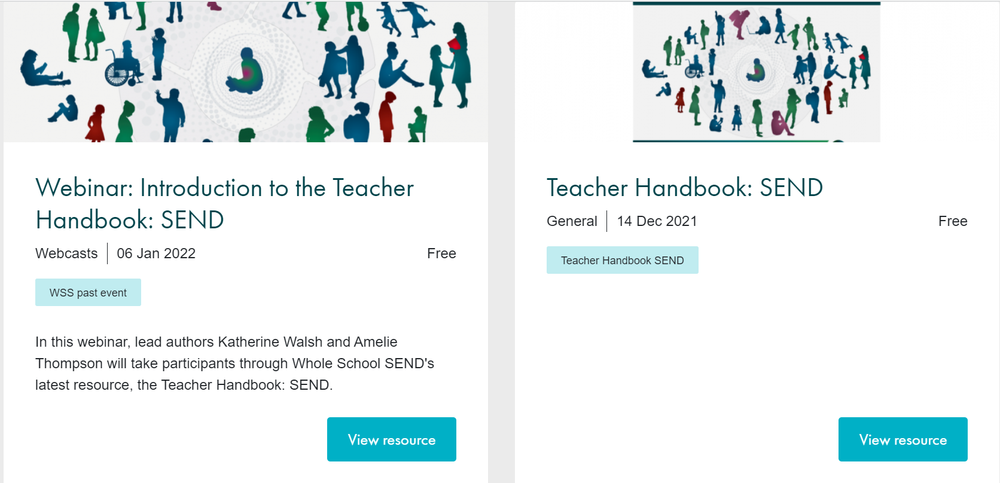 Webinar: Introduction to the Teacher
Handbook: SEND
Webcasts | 06 Jan 2022
Free
WSS past event
In this webinar, lead authors Katherine Walsh and Amelie
Thompson will take participants through Whole School SEND's
latest resource, the Teacher Handbook: SEND.
View resource
Teacher Handbook: SEND
General | 14 Dec 2021
Free
Teacher Handbook SEND
View resource